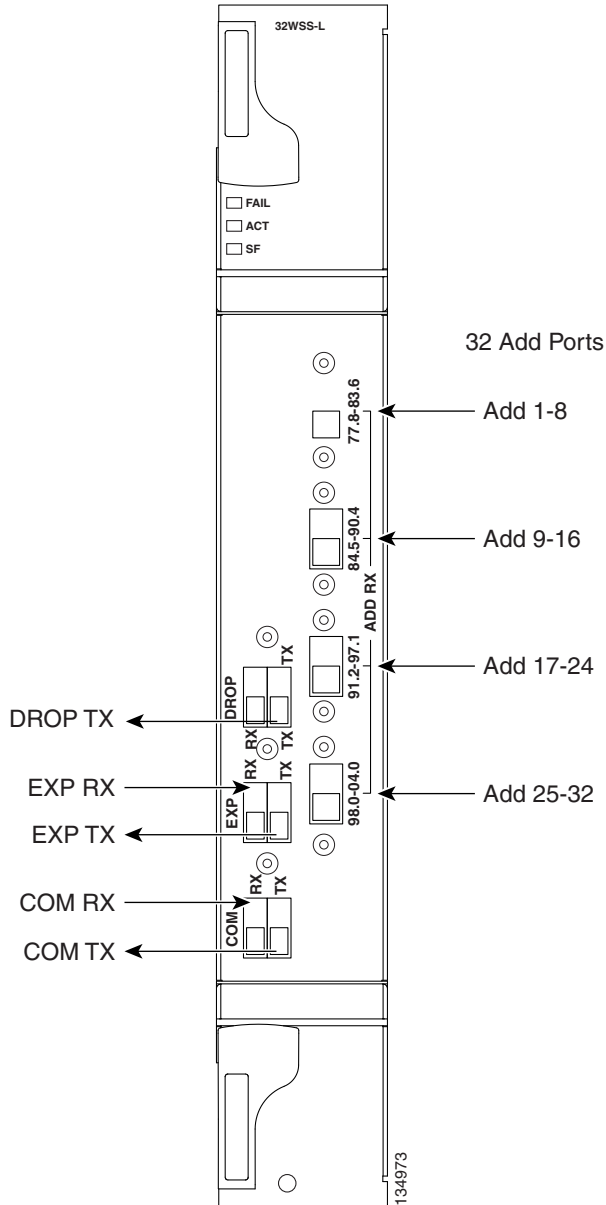 32WSS-L
FAIL
ACT
SF
32 Add Ports
77.8-83.6
Add 1-8
84.5-90.4
Add 9-16
ADD RX
91.2-97.1
Add 17-24
98.0-04.0
Add 25-32
TX
DROP
DROP TX
RX
TX
RX
TX
EXP RX
EXP
EXP TX
RX
TX
COM RX
COM
COM TX
134973